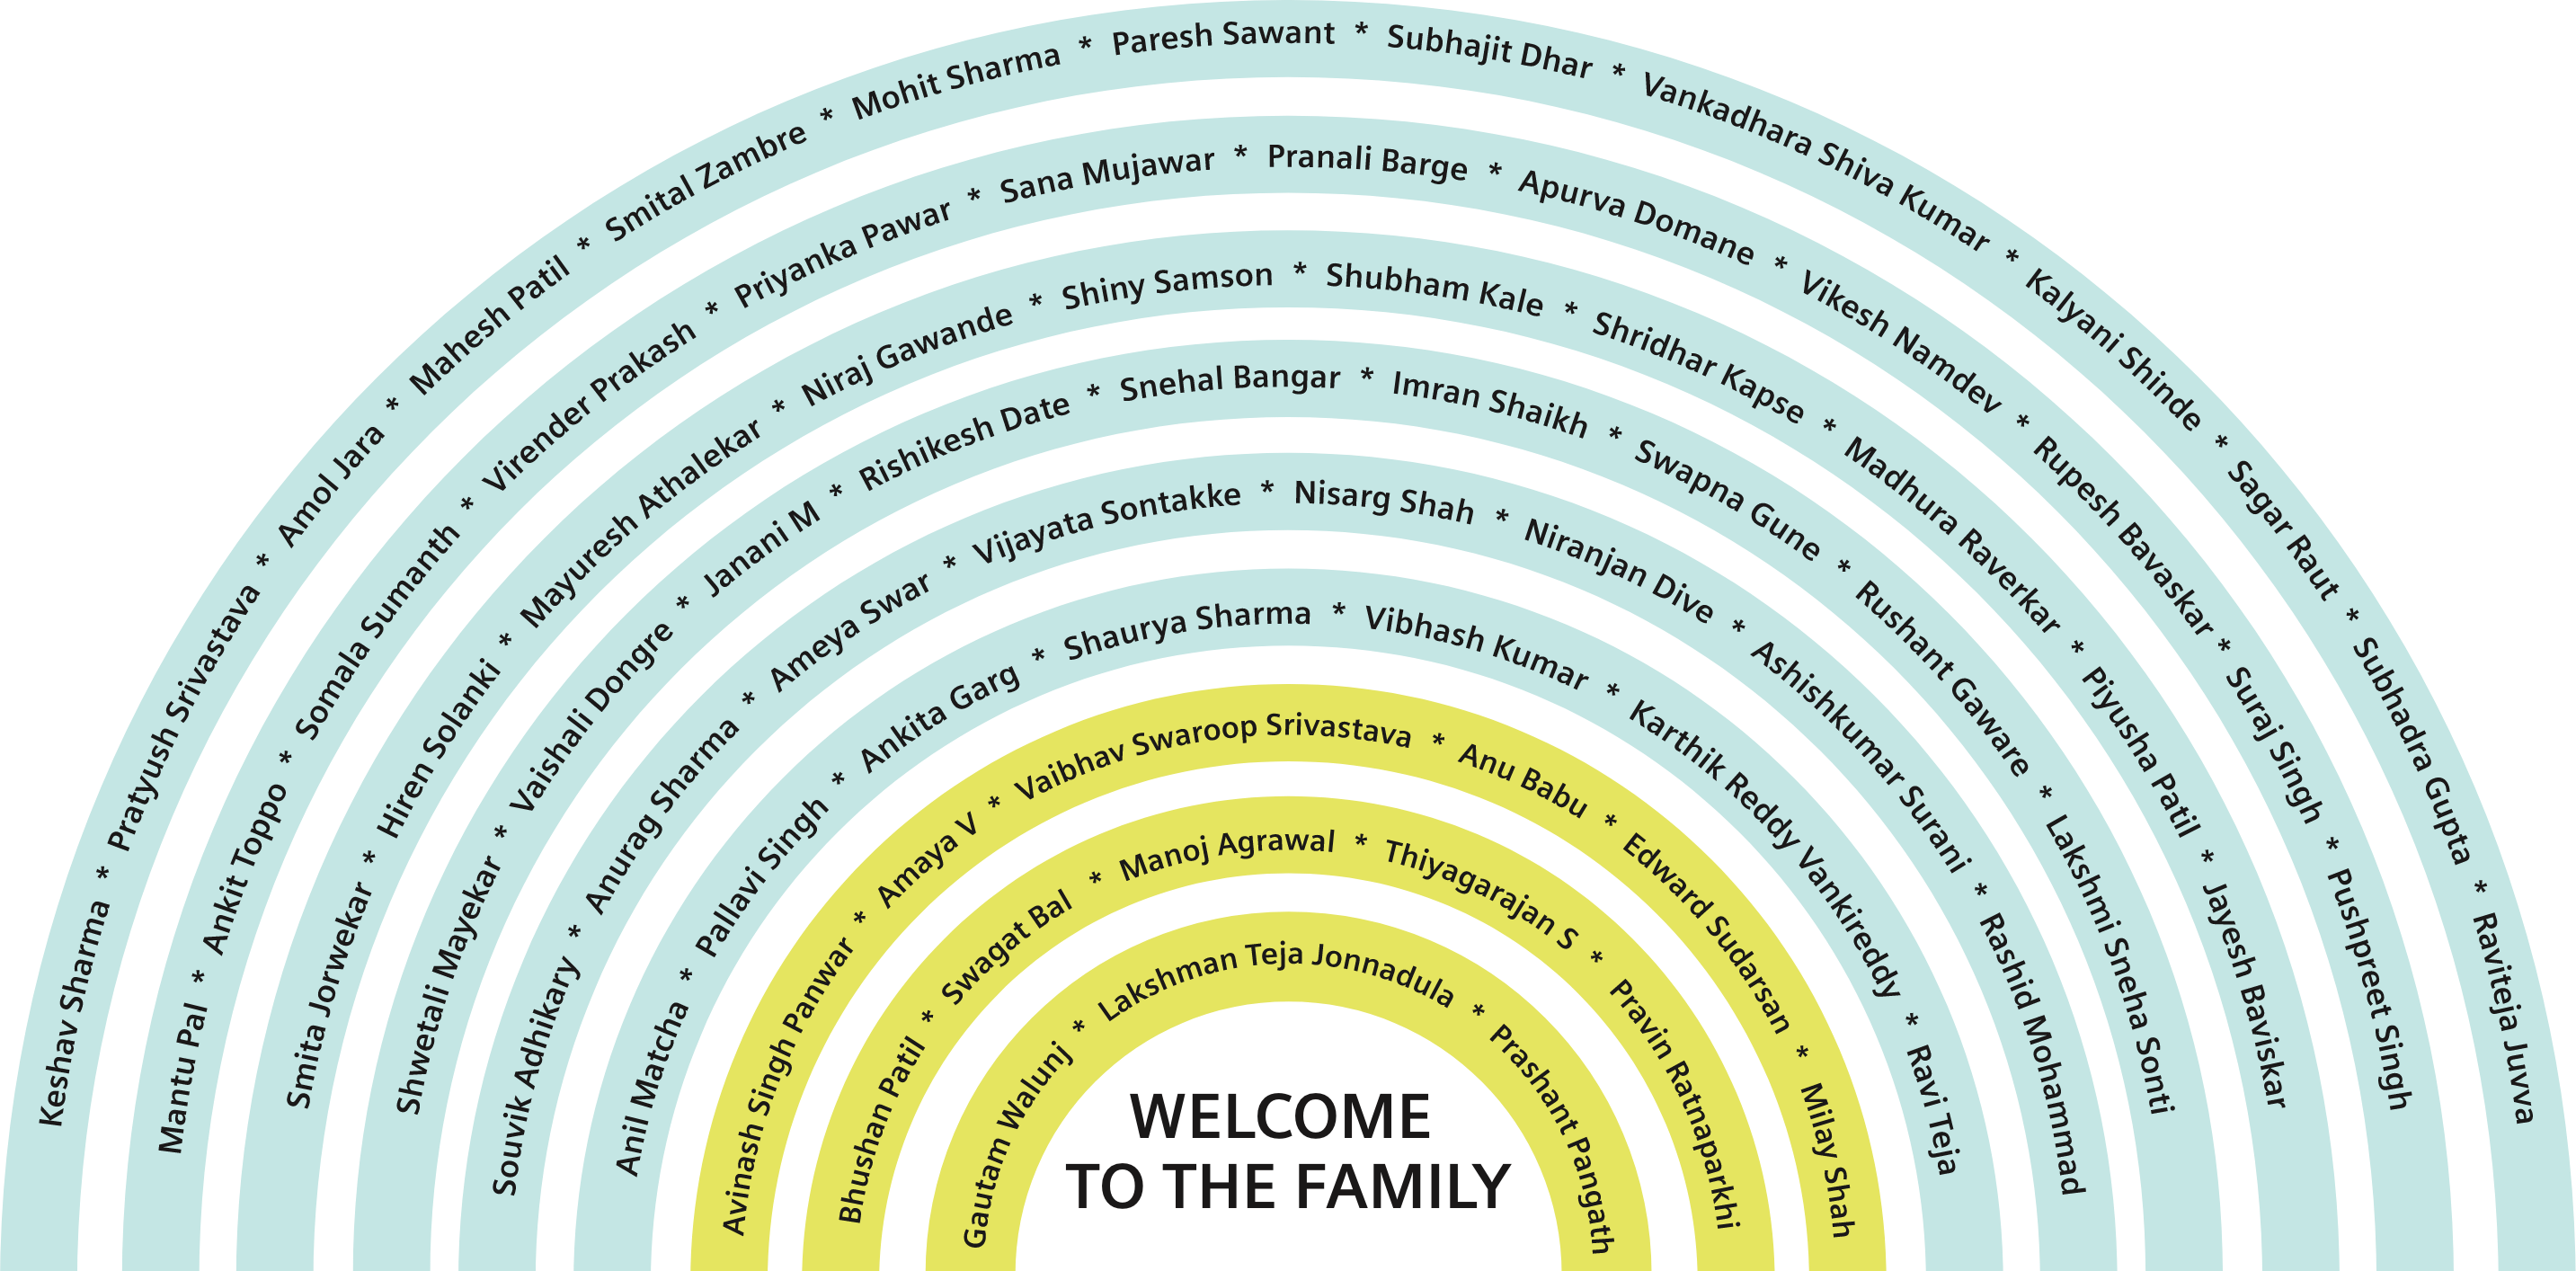 Keshav Sharma * Pratyush Srivastava * Amol Jara * Mahesh Patil * Smital Zambre * Mohit Sharma * Paresh Sawant * Subhajit Dhar * Vankadhara Shiva Kumar * Kalyani Shinde * Sagar Raut * Subhadra Gupta * Raviteja Juvva
Mantu Pal * Ankit Toppo * Somala Sumanth * Virender Prakash * Priyanka Pawar * Sana Mujawar * Pranali Barge * Apurva Domane * Vikesh Namdev * Rupesh Bavaskar * Suraj Singh * Pushpreet Singh
Smita Jorwekar * Hiren Solanki * Mayuresh Athalekar * Niraj Gawande * Shiny Samson * Shubham Kale * Shridhar Kapse * Madhura Raverkar * Piyusha Patil * Jayesh Baviskar
Shwetali Mayekar * Vaishali Dongre * Janani M * Rishikesh Date * Snehal Bangar * Imran Shaikh * Swapna Gune * Rushant Gaware * Lakshmi Sneha Sonti
Souvik Adhikary * Anurag Sharma * Ameya Swar * Vijayata Sontakke * Nisarg Shah * Niranjan Dive * Ashishkumar Surani * Rashid Mohammad
Anil Matcha * Pallavi Singh * Ankita Garg * Shaurya Sharma * Vibhash Kumar * Karthik Reddy Vankireddy * Ravi Teja
Avinash Singh Panwar * Amaya V * Vaibhav Swaroop Srivastava * Anu Babu * Edward Sudarsan * Milay Shah
Bhushan Patil * Swagat Bal * Manoj Agrawal * Thiyagarajan S * Pravin Ratnaparkhi
Gautam Walunj * Lakshman Teja Jonnadula * Prashant Pangath
WELCOME
TO THE FAMILY